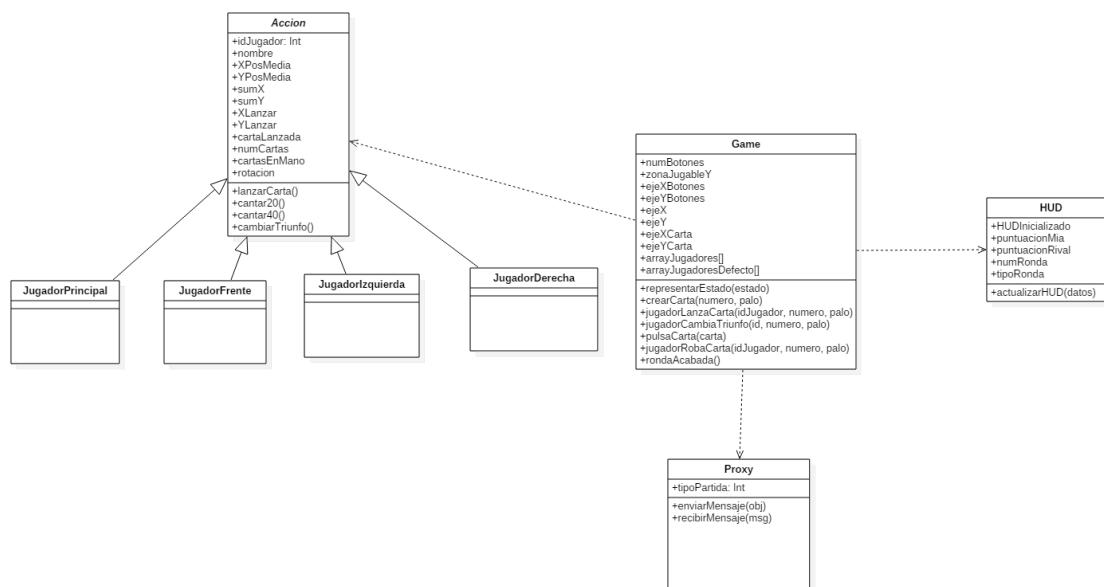 Accion
+idJugador: Int
+nombre
+XPosMedia
+YPosMedia
+sumX
+sumY
+XLanzar
+YLanzar
+cartaLanzada
+numCartas
+cartasEnMano
+rotacion
+lanzarCarta()
+cantar20()
+cantar40()
+cambiarTriunfo()
JugadorPrincipal
JugadorFrente
JugadorIzquierda
JugadorDerecha
Game
+numBotones
+zonaJugableY
+ejeXBotones
+ejeYBotones
+ejeX
+ejeY
+ejeXCarta
+ejeYCarta
+arrayJugadores[]
+arrayJugadoresDefecto[]
+representarEstado(estado)
+crearCarta(numero, palo)
+jugadorLanzaCarta(idJugador, numero, palo)
+jugadorCambiaTriunfo(id, numero, palo)
+pulsaCarta(carta)
+jugadorRobaCarta(idJugador, numero, palo)
+rondaAcabada()
HUD
+HUDInicializado
+puntuacionMia
+puntuacionRival
+numRonda
+tipoRonda
+actualizarHUD(datos)
Proxy
+tipoPartida: Int
+enviarMensaje(obj)
+recibirMensaje(msg)